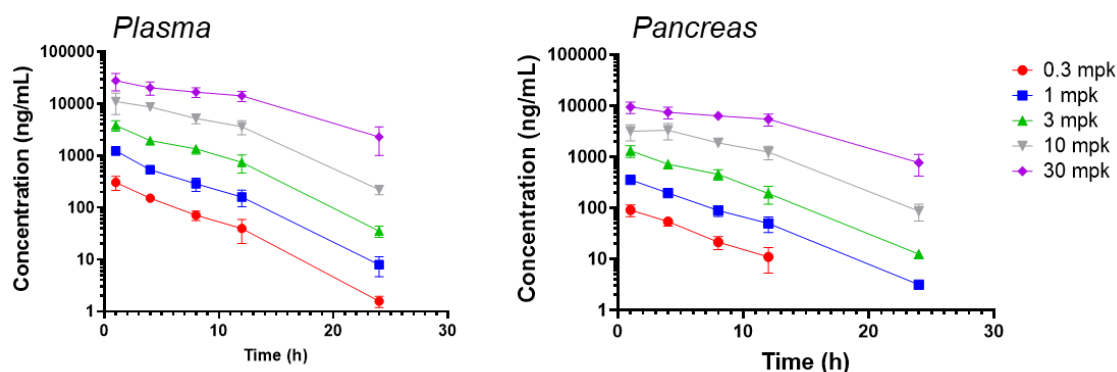 Plasma
Concentration (ng/mL)
100000
10000
1000
100
10
1
0
10
20
30
Time (h)
Pancreas
Concentration (ng/mL)
100000
10000
1000
100
10
1
0
10
20
30
Time (h)
0.3 mpk
1 mpk
3 mpk
10 mpk
30 mpk